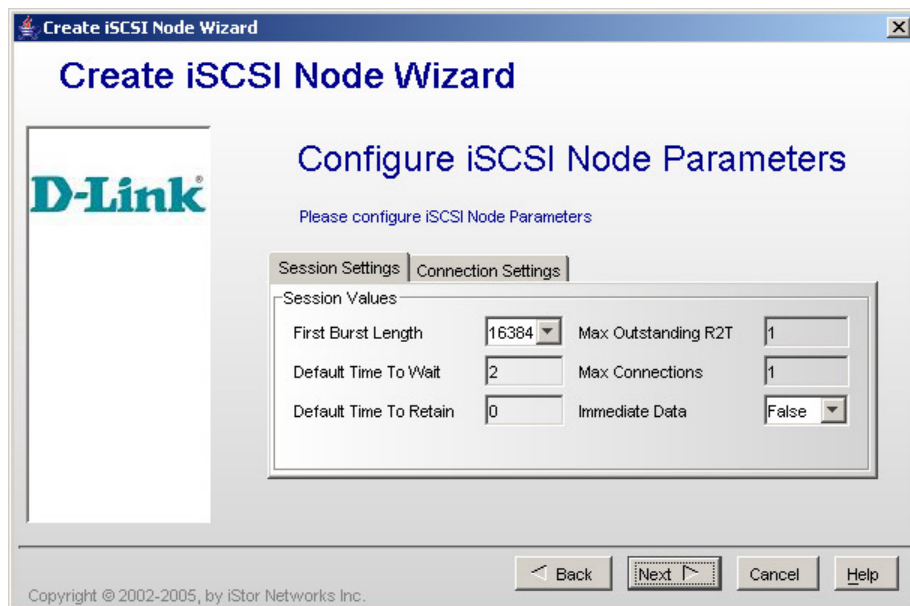 Create iSCSI Node Wizard
Create iSCSI Node Wizard
D-Link®
Configure iSCSI Node Parameters
Please configure iSCSI Node Parameters
Session Settings
Connection Settings
Session Values
First Burst Length 16384 Max Outstanding R2T 1
Default Time To Wait 2 Max Connections 1
Default Time To Retain 0 Immediate Data False
Back Next Cancel Help
Copyright © 2002-2005, by iStor Networks Inc.